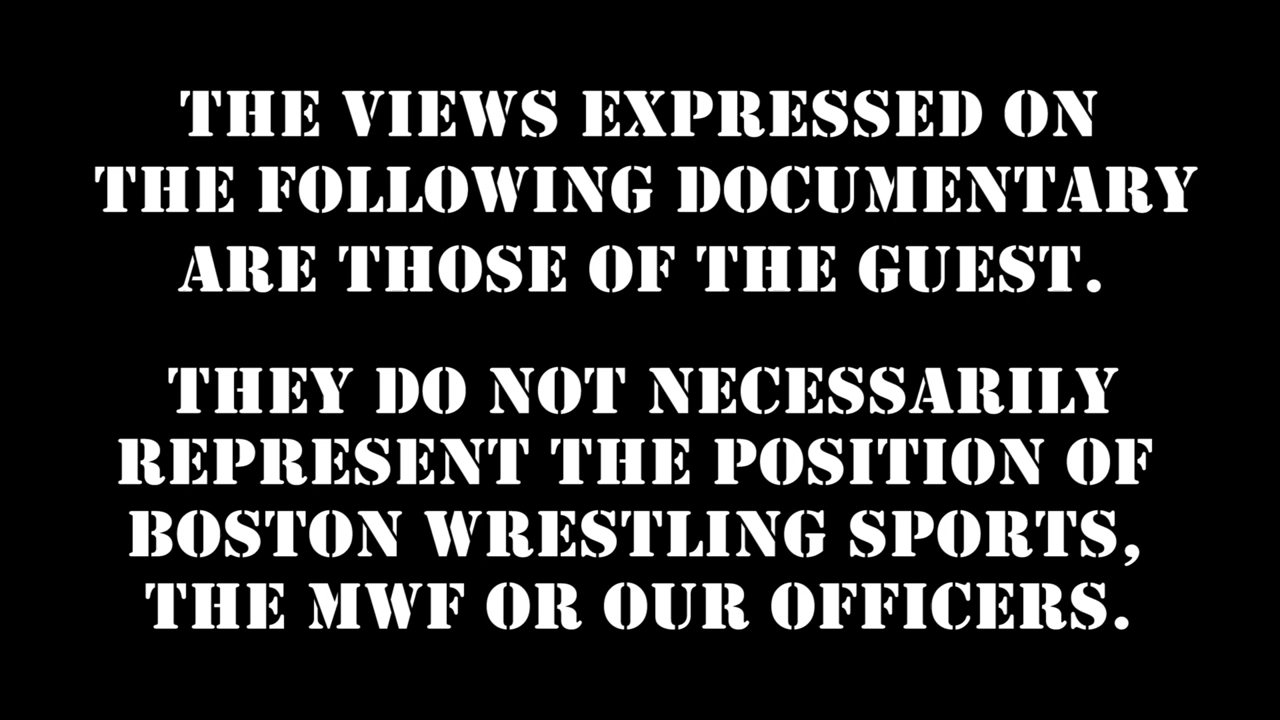 THE VIEWS EXPRESSED ON
THE FOLLOWING DOCUMENTARY
ARE THOSE OF THE GUEST.
THEY DO NOT NECESSARILY
REPRESENT THE POSITION OF
BOSTON WRESTLING SPORTS,
THE MWF OR OUR OFFICERS.